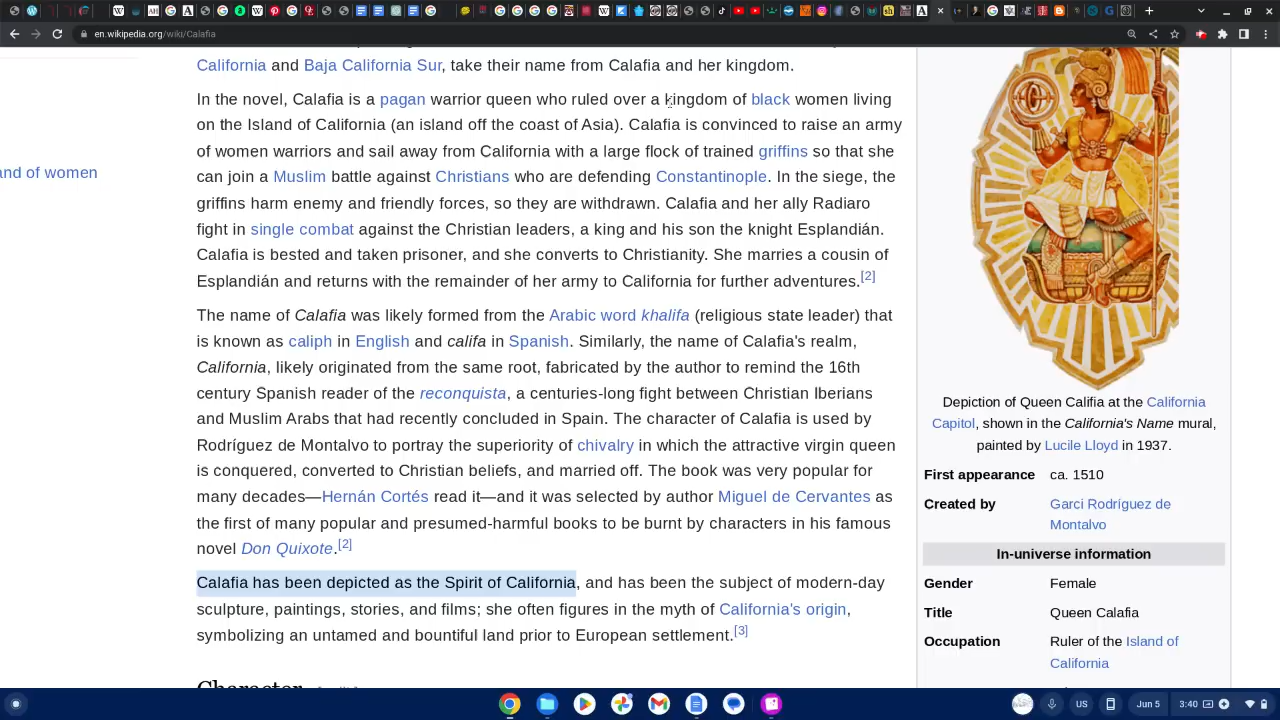 en.wikipedia.org/wiki/Calafia
California and Baja California Sur, take their name from Calafia and her kingdom.
In the novel, Calafia is a pagan warrior queen who ruled over a kingdom of black women living
on the Island of California (an island off the coast of Asia). Calafia is convinced to raise an army
of women warriors and sail away from California with a large flock of trained griffins so that she
can join a Muslim battle against Christians who are defending Constantinople. In the siege, the
griffins harm enemy and friendly forces, so they are withdrawn. Calafia and her ally Radiaro
fight in single combat against the Christian leaders, a king and his son the knight Esplandián.
Calafia is bested and taken prisoner, and she converts to Christianity. She marries a cousin of
Esplandián and returns with the remainder of her army to California for further adventures.[2]
The name of Calafia was likely formed from the Arabic word khalifa (religious state leader) that
is known as caliph in English and califa in Spanish. Similarly, the name of Calafia's realm,
California, likely originated from the same root, fabricated by the author to remind the 16th
century Spanish reader of the reconquista, a centuries-long fight between Christian Iberians
and Muslim Arabs that had recently concluded in Spain. The character of Calafia is used by
Rodríguez de Montalvo to portray the superiority of chivalry in which the attractive virgin queen
is conquered, converted to Christian beliefs, and married off. The book was very popular for
many decades—Hernán Cortés read it—and it was selected by author Miguel de Cervantes as
the first of many popular and presumed-harmful books to be burnt by characters in his famous
novel Don Quixote.[2]
Calafia has been depicted as the Spirit of California, and has been the subject of modern-day
sculpture, paintings, stories, and films; she often figures in the myth of California's origin,
symbolizing an untamed and bountiful land prior to European settlement.[3]
and of women
Depiction of Queen Califia at the California
Capitol, shown in the California's Name mural,
painted by Lucile Lloyd in 1937.
First appearance ca. 1510
Created by Garci Rodríguez de
Montalvo
In-universe information
Gender Female
Title Queen Calafia
Occupation Ruler of the Island of
California
US Jun 5 3:40